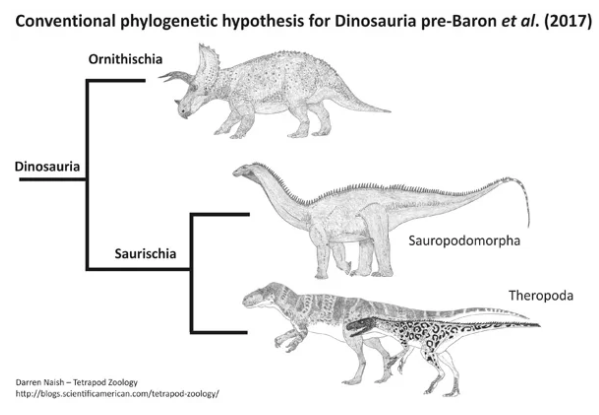 Conventional phylogenetic hypothesis for Dinosauria pre-Baron et al. (2017)
Ornithischia
Dinosauria
Sauropodomorpha
Saurischia
Theropoda
Darren Naish – Tetrapod Zoology
http://blogs.scientificamerican.com/tetrapod-zoology/